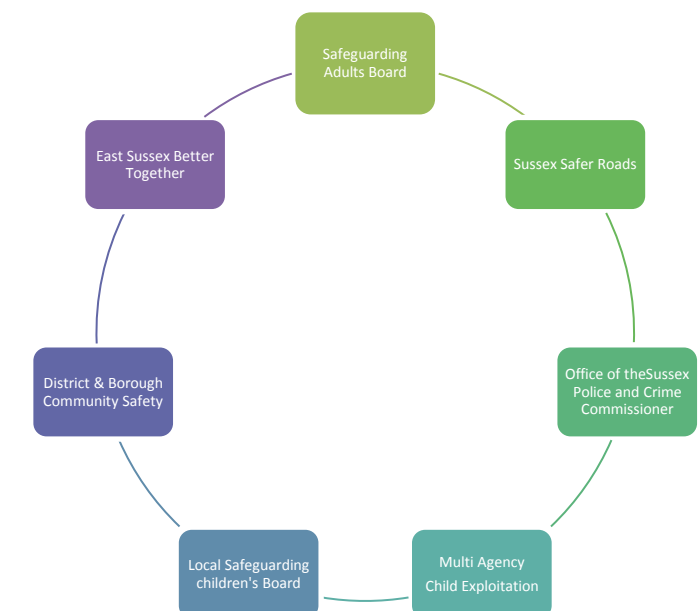 Safeguarding
Adults Board
Sussex Safer Roads
Office of theSussex
Police and Crime
Commissioner
Multi Agency
Child Exploitation
Local Safeguarding
children's Board
District & Borough
Community Safety
East Sussex Better
Together